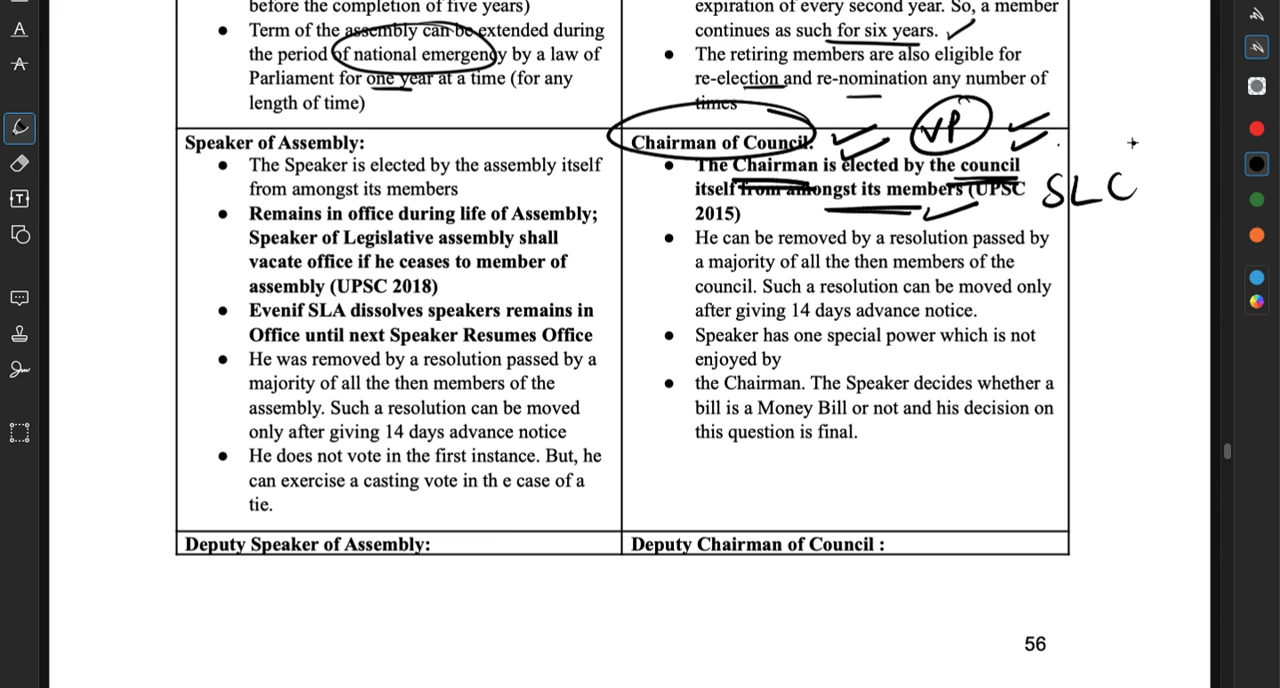 before the completion of five years)
Term of the assembly can be extended during
the period of national emergency by a law of
Parliament for one year at a time (for any
length of time)
expiration of every second year. So, a member
continues as such for six years.
The retiring members are also eligible for
re-election and re-nomination any number of
times
Speaker of Assembly:
The Speaker is elected by the assembly itself
from amongst its members
Remains in office during life of Assembly;
Speaker of Legislative assembly shall
vacate office if he ceases to member of
assembly (UPSC 2018)
Evenif SLA dissolves speakers remains in
Office until next Speaker Resumes Office
He was removed by a resolution passed by a
majority of all the then members of the
assembly. Such a resolution can be moved
only after giving 14 days advance notice
He does not vote in the first instance. But, he
can exercise a casting vote in th e case of a
tie.
Chairman of Council:
VP
The Chairman is elected by the council
itself from amongst its members (UPSC
2015)
SLC
He can be removed by a resolution passed by
a majority of all the then members of the
council. Such a resolution can be moved only
after giving 14 days advance notice.
Speaker has one special power which is not
enjoyed by
the Chairman. The Speaker decides whether a
bill is a Money Bill or not and his decision on
this question is final.
Deputy Speaker of Assembly:
Deputy Chairman of Council :
56